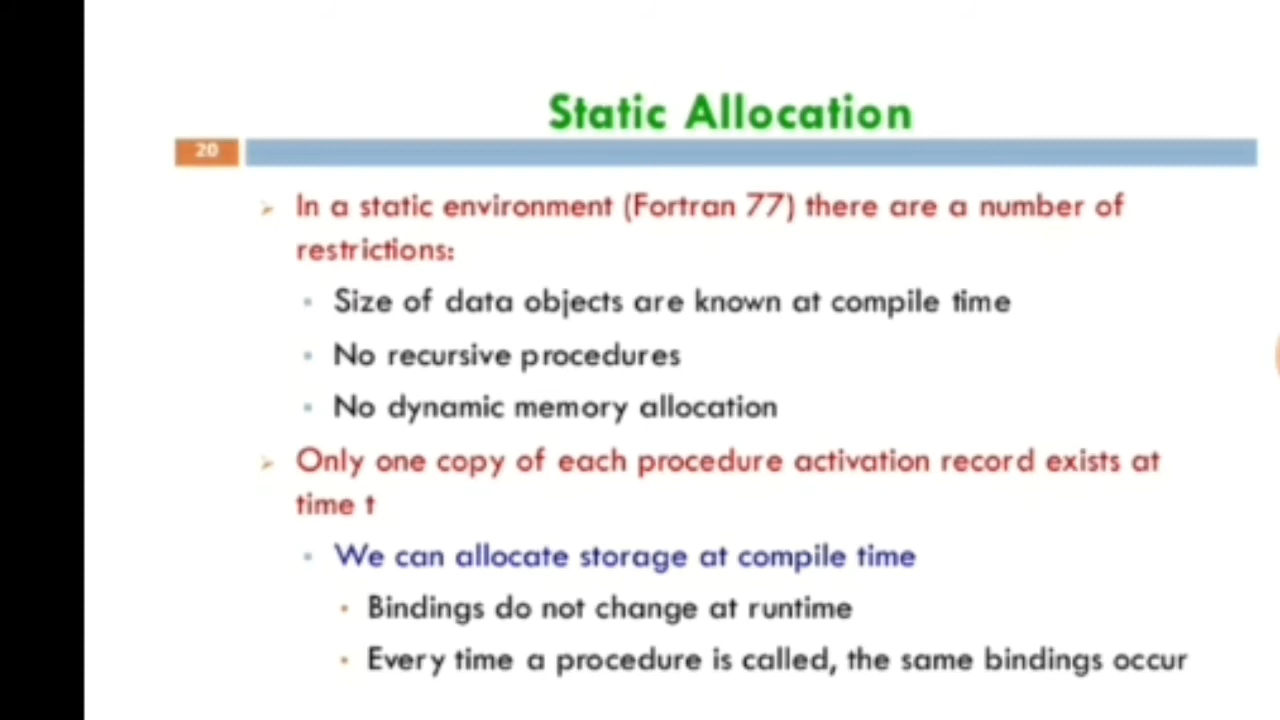 Static Allocation
20
In a static environment (Fortran 77) there are a number of
restrictions:
Size of data objects are known at compile time
No recursive procedures
No dynamic memory allocation
Only one copy of each procedure activation record exists at
time t
We can allocate storage at compile time
Bindings do not change at runtime
Every time a procedure is called, the same bindings occur